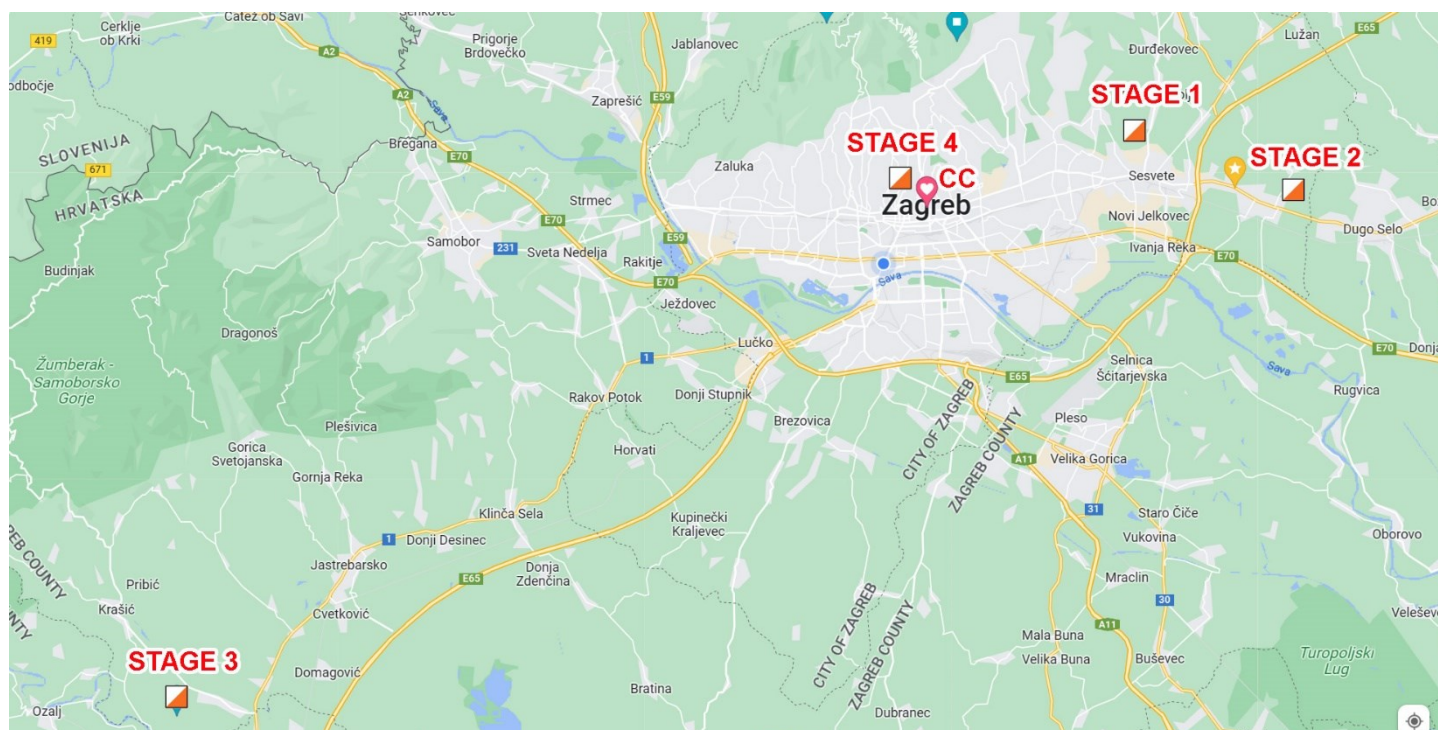 Čatež ob Savi
Cerklje
ob Krki
419
A2
Prigorje
Brdovečko
Jablanovec
Đurđekovec
Lužan
E65
A2
Zaprešić
E59
STAGE 1
Sava
SLOVENIJA
671
HRVATSKA
Bregana
E70
Zaluka
STAGE 4
CC
Zagreb
Sesvete
STAGE 2
Strmec
Novi Jelkovec
Dugo Selo
Samobor
231
E70
Sveta Nedelja
Rakitje
E59
Ivanja Reka
E70
Budinjak
E70
Sava
Ježdovec
Dragonoš
Lučko
1
Selnica
Šćitarjevska
Sava
E70
Žumberak -
Samoborsko
Gorje
Rakov Potok
Donji Stupnik
E65
Rugvica
Brezovica
Pleso
Plešivica
CITY OF ZAGREB
ZAGREB COUNTY
Gorica
Svetojanska
Horvati
A11
Velika Gorica
Gornja Reka
Klinča Sela
Kupinečki
Kraljevec
31
Staro Čiče
1
Donji Desinec
Vukovina
Oborovo
Jastrebarsko
E65
Donja
Zdenčina
Mraclin
Pribić
Krašić
Cvetković
CITY OF ZAGREB
ZAGREB COUNTY
30
A11
Mala Buna
STAGE 3
Domagović
Velika Buna
Buševec
Turopoljski
Lug
Bratina
Ozalj
Dubranec